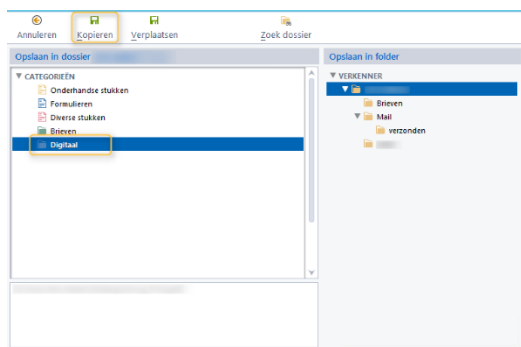 Annuleren Kopieren Verplaatsen Zoek dossier
Opslaan in dossier
CATEGORIEËN
Onderhandse stukken
Formulieren
Diverse stukken
Brieven
Digitaal
Opslaan in folder
VERKENNER
Brieven
Mail
verzonden